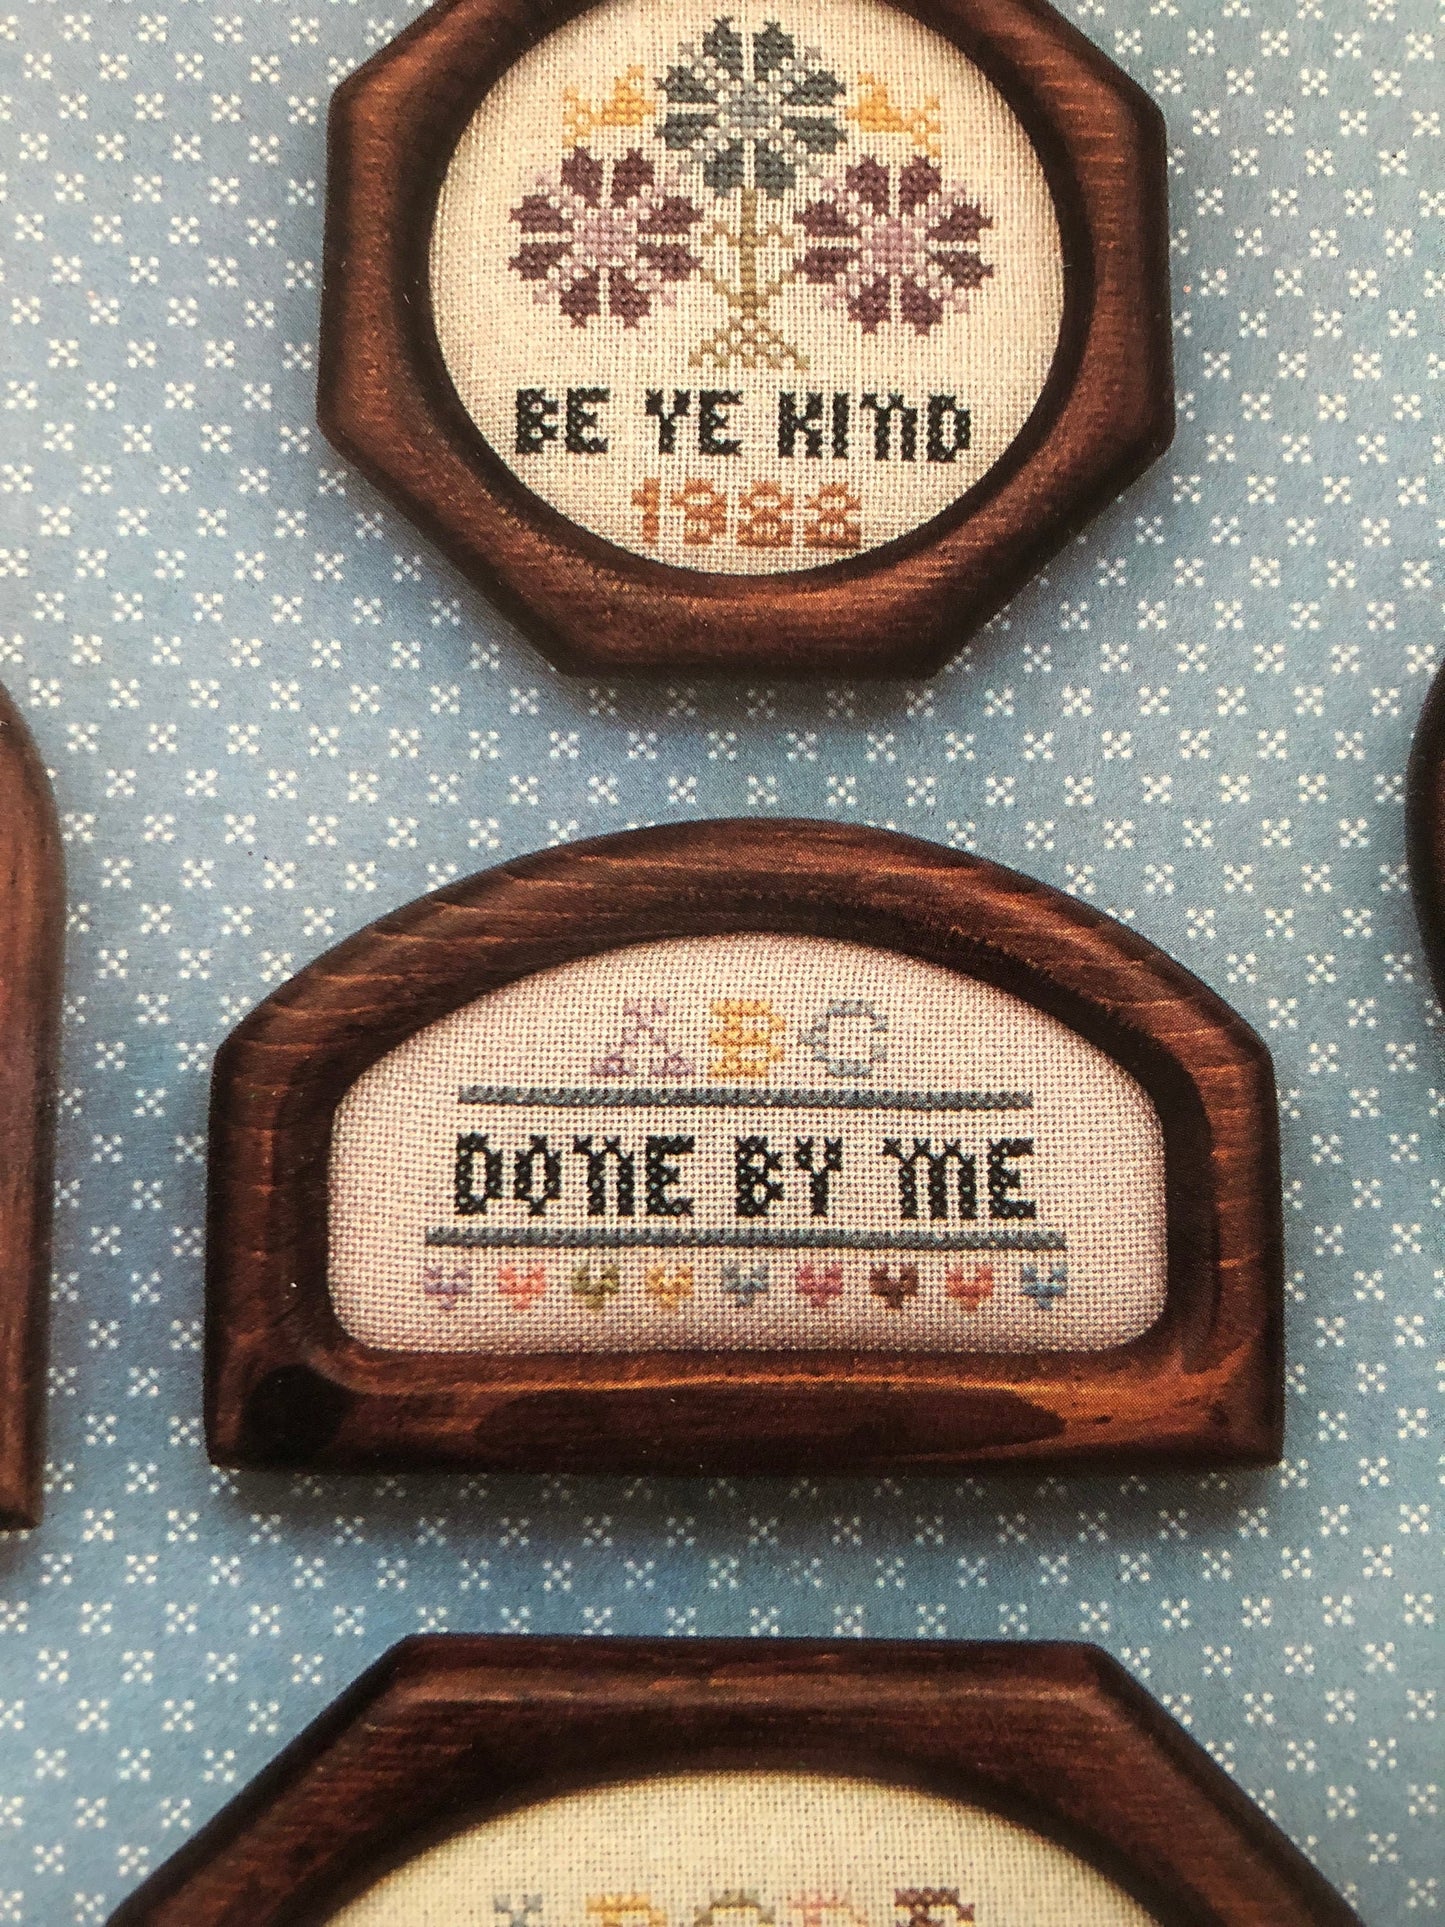 BE YE KIND
1988
ABC
DONE BY ME